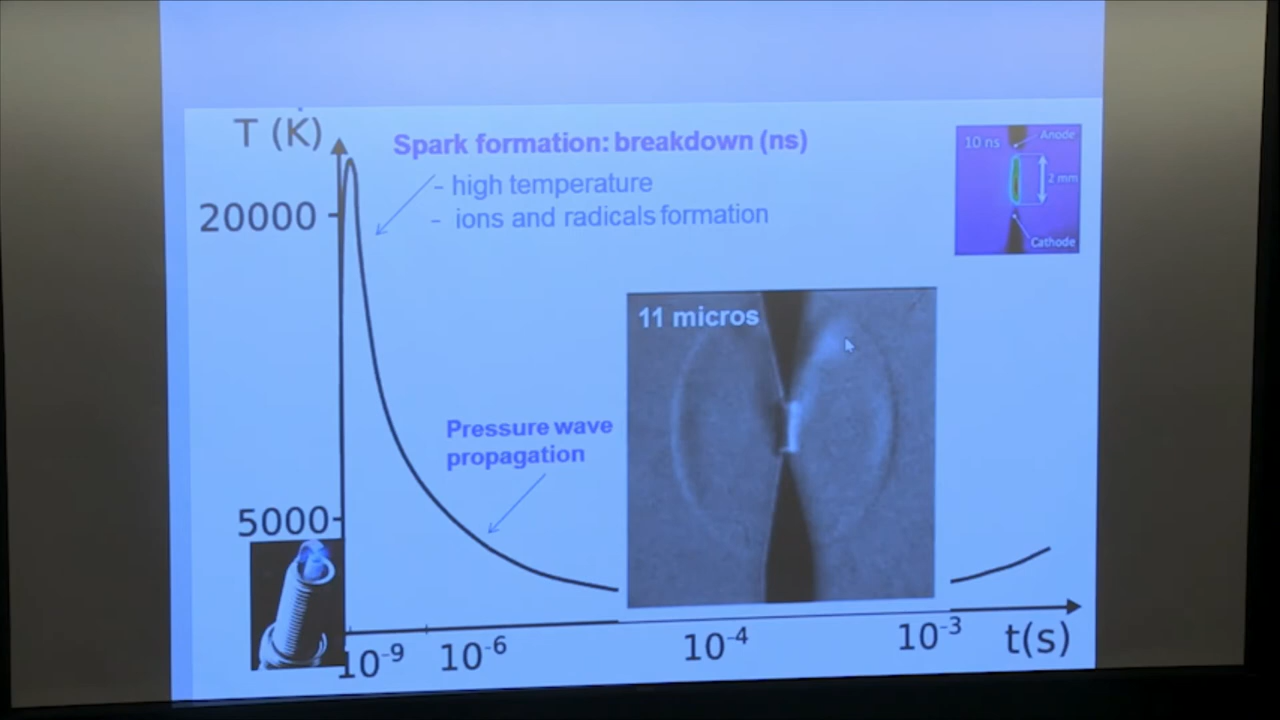 T (K)
Spark formation: breakdown (ns)
- high temperature
- ions and radicals formation
20000
10 ns
Anode
2 mm
Cathode
11 micros
Pressure wave
propagation
5000
10⁻⁹
10⁻⁶
10⁻⁴
10⁻³
t(s)